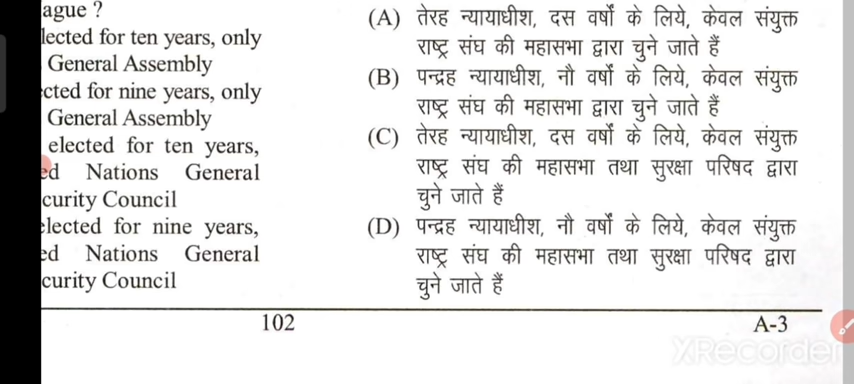 ague ?
lected for ten years, only
General Assembly
cted for nine years, only
General Assembly
elected for ten years,
ed Nations General
curity Council
elected for nine years,
ed Nations General
curity Council
(A) तेरह न्यायाधीश, दस वर्षों के लिये, केवल संयुक्त
राष्ट्र संघ की महासभा द्वारा चुने जाते हैं
(B) पन्द्रह न्यायाधीश, नौ वर्षों के लिये, केवल संयुक्त
राष्ट्र संघ की महासभा द्वारा चुने जाते हैं
(C) तेरह न्यायाधीश, दस वर्षों के लिये, केवल संयुक्त
राष्ट्र संघ की महासभा तथा सुरक्षा परिषद द्वारा
चुने जाते हैं
(D) पन्द्रह न्यायाधीश, नौ वर्षों के लिये, केवल संयुक्त
राष्ट्र संघ की महासभा तथा सुरक्षा परिषद द्वारा
चुने जाते हैं
102
A-3
XRecorder